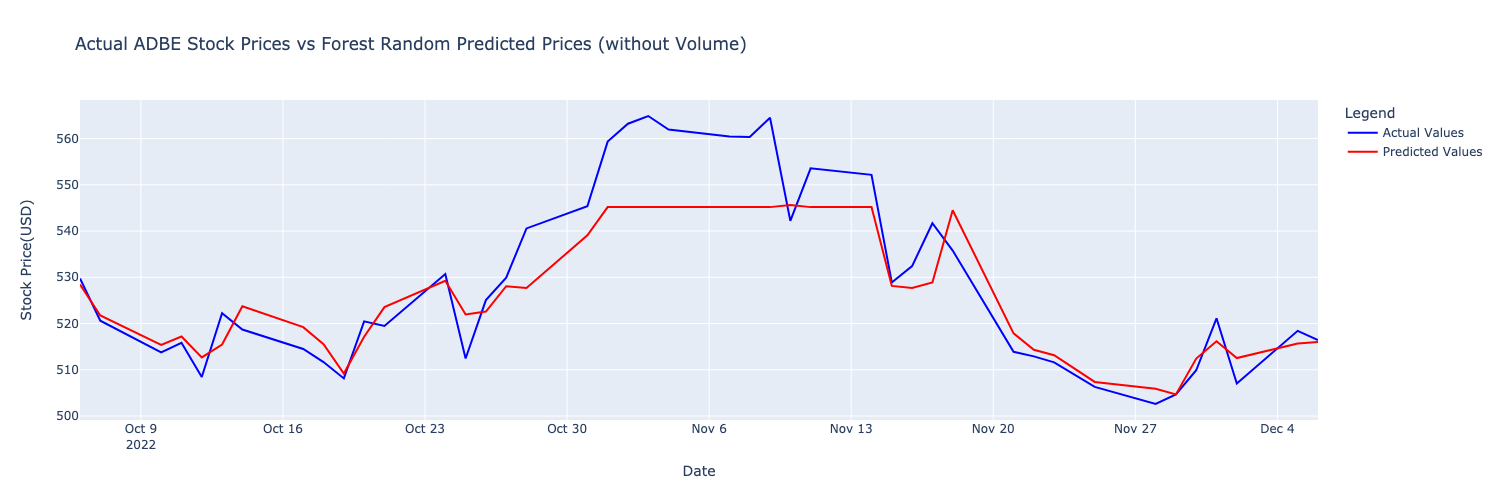 Actual ADBE Stock Prices vs Forest Random Predicted Prices (without Volume)
Legend
Actual Values
Predicted Values
Stock Price(USD)
560
550
540
530
520
510
500
Oct 9 Oct 16 Oct 23 Oct 30 Nov 6 Nov 13 Nov 20 Nov 27 Dec 4
2022
Date